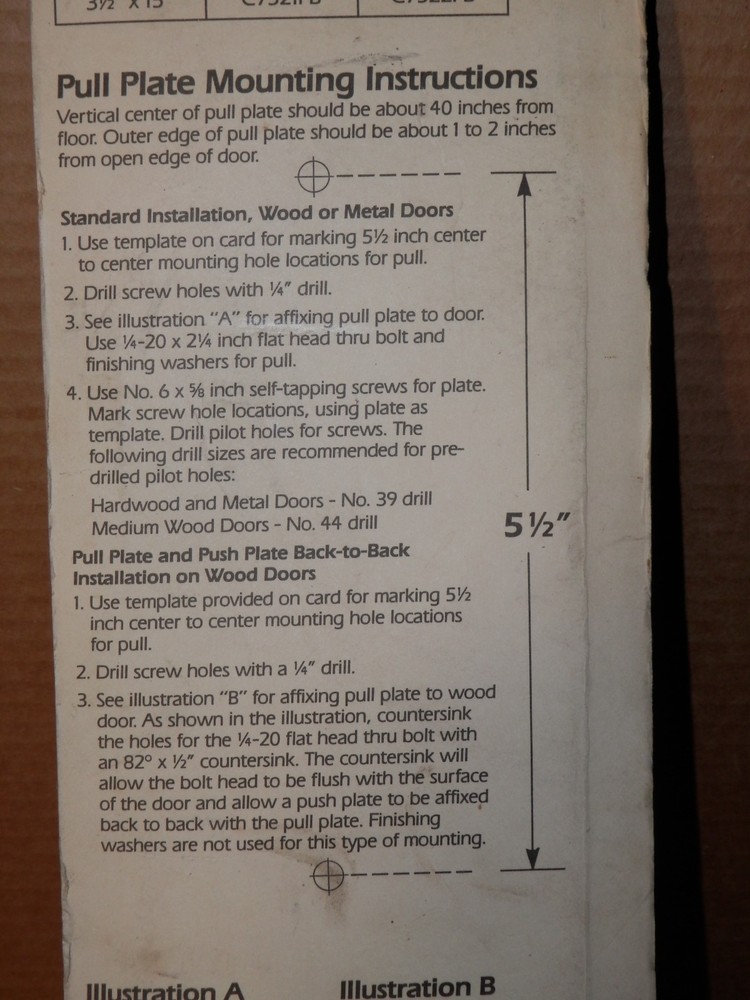 3½" X 15"
Pull Plate Mounting Instructions
Vertical center of pull plate should be about 40 inches from
floor. Outer edge of pull plate should be about 1 to 2 inches
from open edge of door.
Standard Installation, Wood or Metal Doors
1. Use template on card for marking 5½ inch center
to center mounting hole locations for pull.
2. Drill screw holes with ¼" drill.
3. See illustration "A" for affixing pull plate to door.
Use ¼-20 x 2¼ inch flat head thru bolt and
finishing washers for pull.
4. Use No. 6 x ⅝ inch self-tapping screws for plate.
Mark screw hole locations, using plate as
template. Drill pilot holes for screws. The
following drill sizes are recommended for pre-
drilled pilot holes:
Hardwood and Metal Doors - No. 39 drill
Medium Wood Doors - No. 44 drill
5½"
Pull Plate and Push Plate Back-to-Back
Installation on Wood Doors
1. Use template provided on card for marking 5½
inch center to center mounting hole locations
for pull.
2. Drill screw holes with a ¼" drill.
3. See illustration "B" for affixing pull plate to wood
door. As shown in the illustration, countersink
the holes for the ¼-20 flat head thru bolt with
an 82° x ½" countersink. The countersink will
allow the bolt head to be flush with the surface
of the door and allow a push plate to be affixed
back to back with the pull plate. Finishing
washers are not used for this type of mounting.
Illustration A
Illustration B